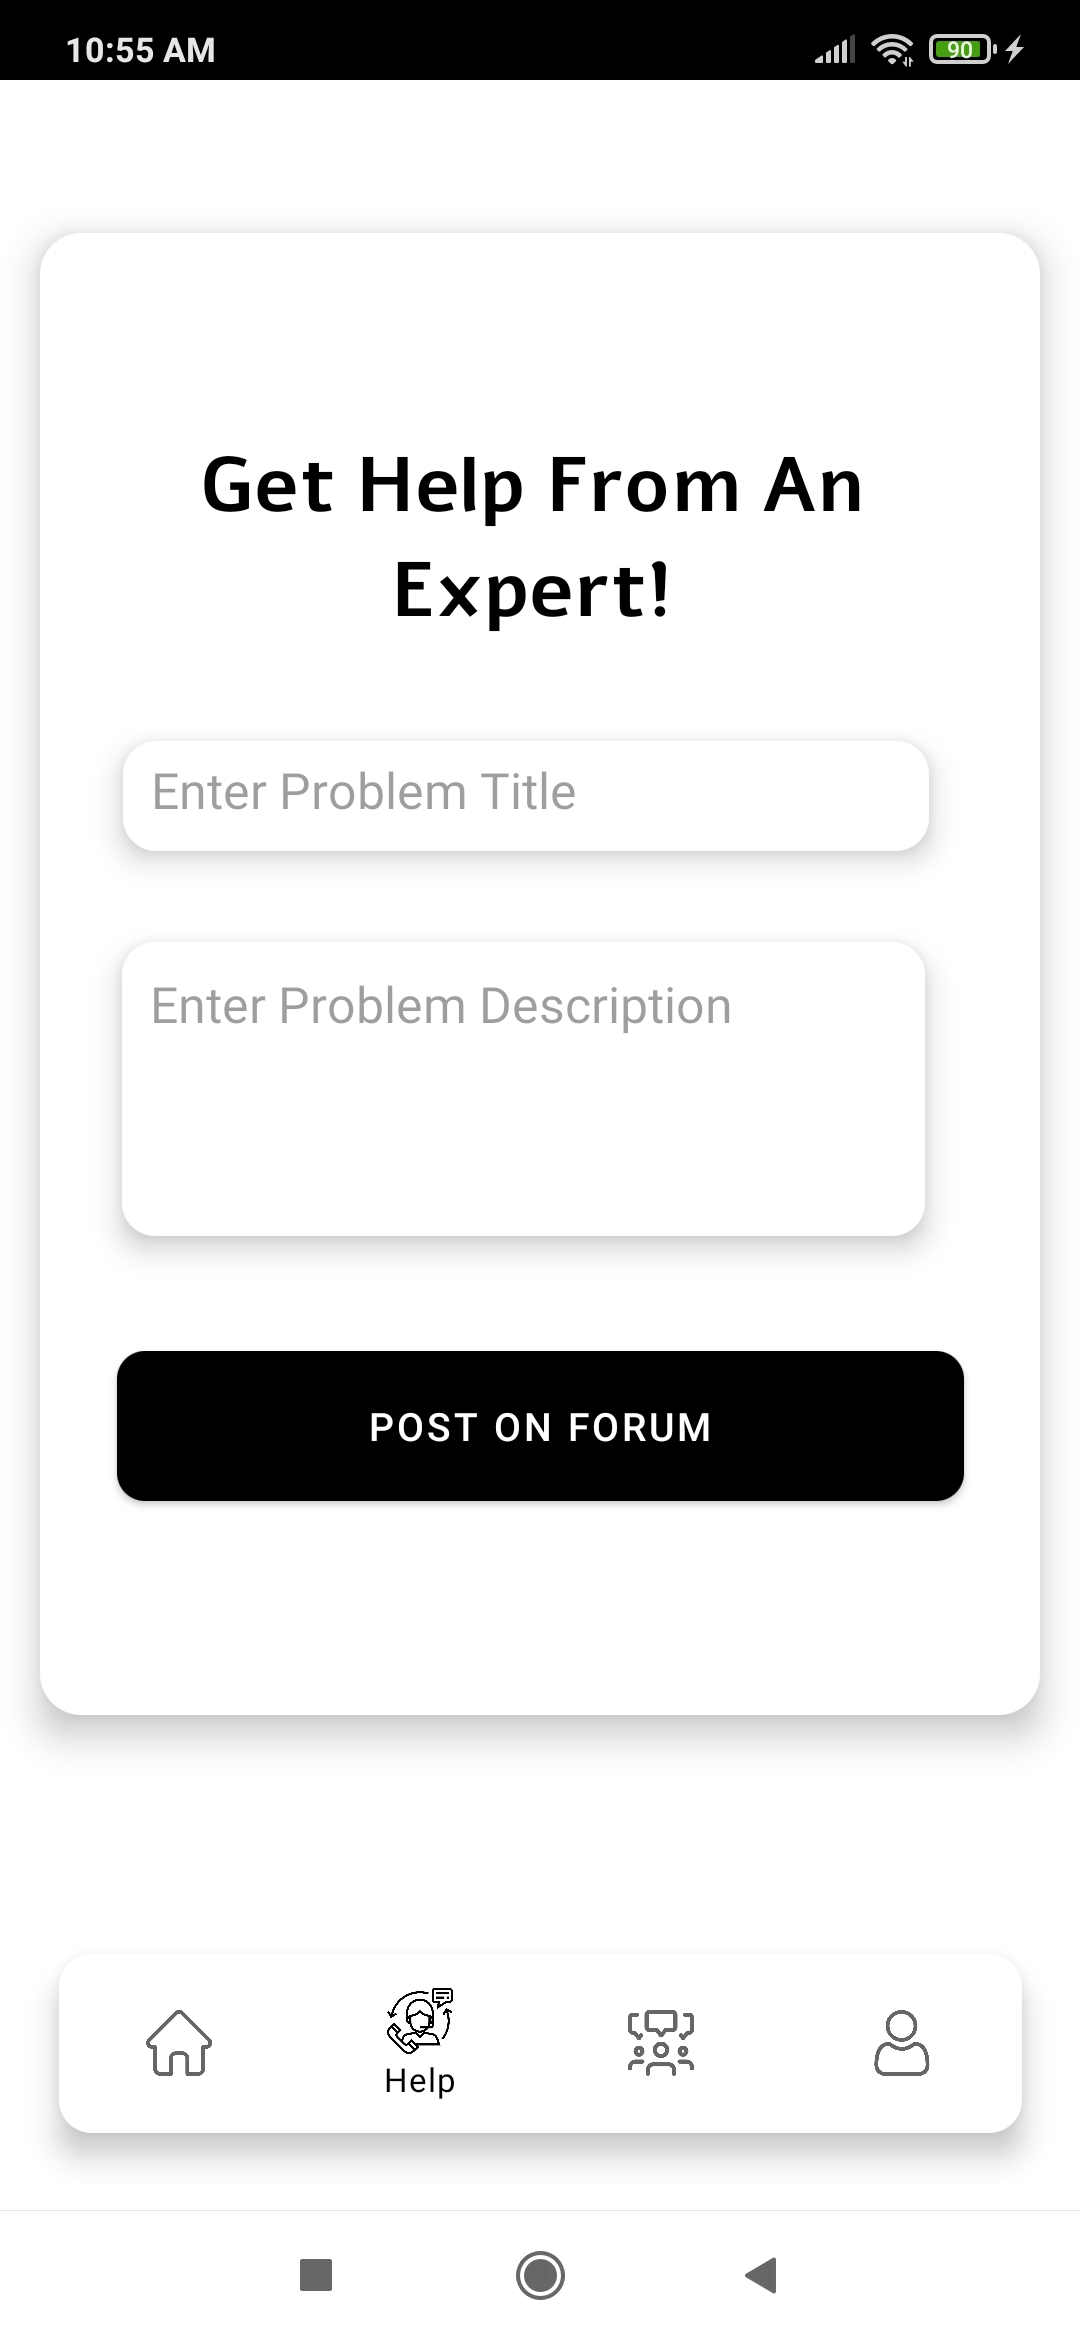 10:55 AM
90
Get Help From An
Expert!
Enter Problem Title
Enter Problem Description
POST ON FORUM
Help